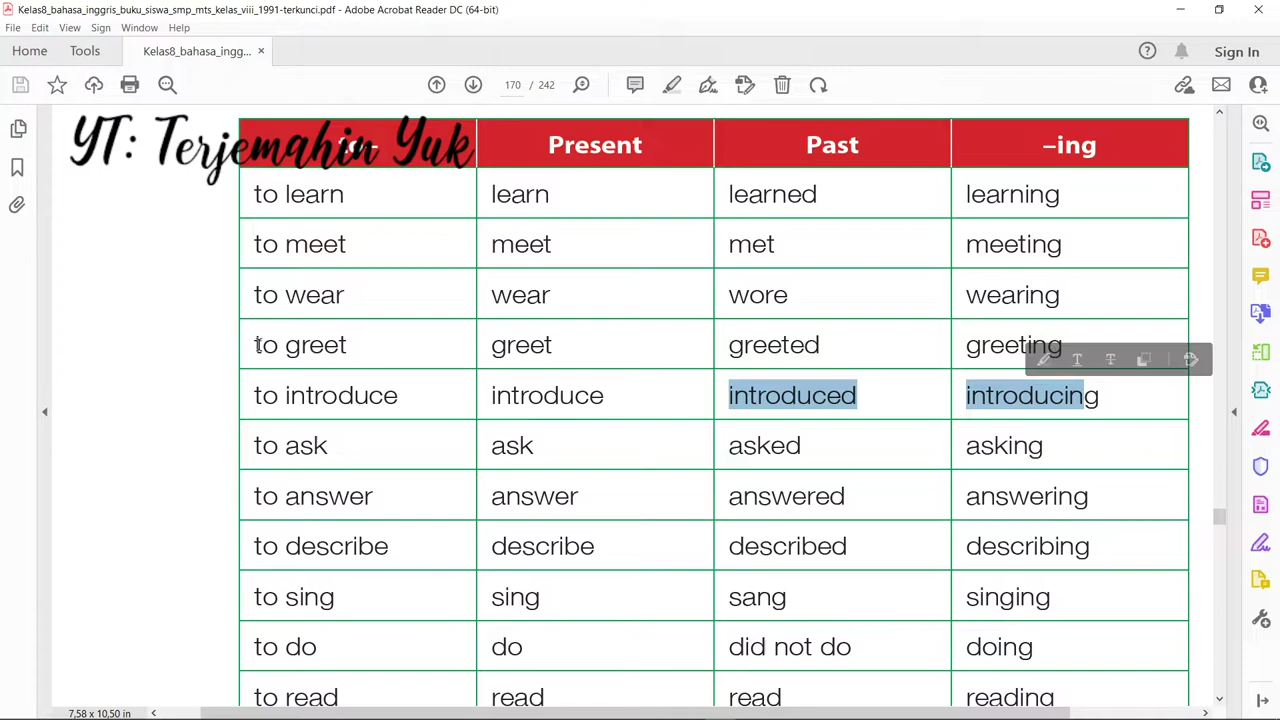 Kelas8_bahasa_inggris_buku_siswa_smp_mts_kelas_viii_1991-terkunci.pdf - Adobe Acrobat Reader DC (64-bit)
File Edit View Sign Window Help
Home Tools Kelas8_bahasa_ingg... × Sign In
170 / 242
YT: Terjemahin Yuk
Present Past –ing
to learn learn learned learning
to meet meet met meeting
to wear wear wore wearing
to greet greet greeted greeting
to introduce introduce introduced introducing
to ask ask asked asking
to answer answer answered answering
to describe describe described describing
to sing sing sang singing
to do do did not do doing
to read read read reading
7,58 x 10,50 in